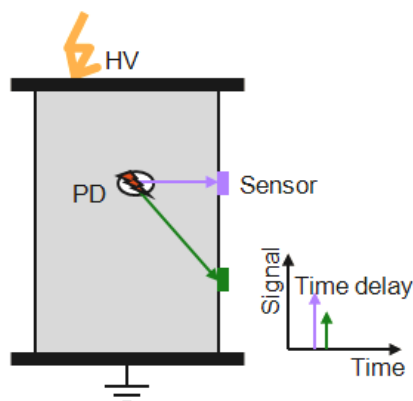 HV
PD
Sensor
Signal
Time delay
Time